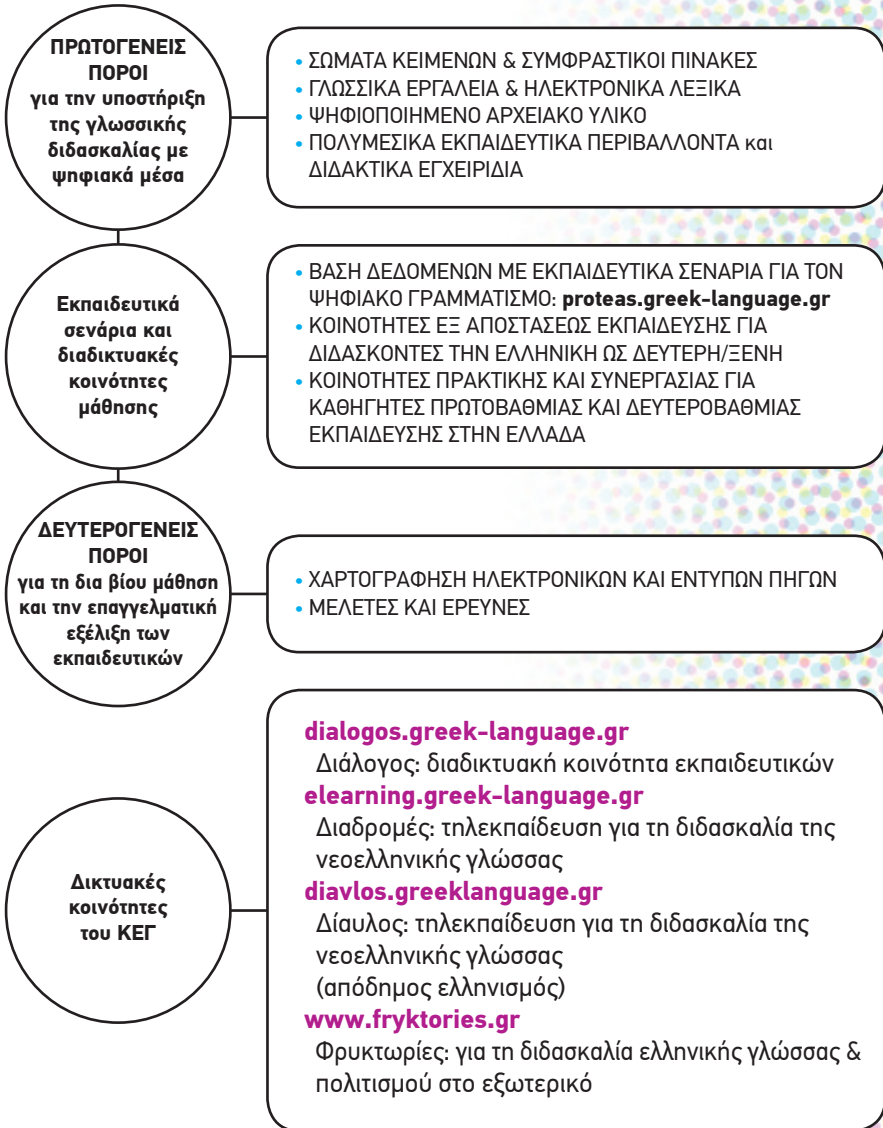 ΠΡΩΤΟΓΕΝΕΙΣ
ΠΟΡΟΙ
για την υποστήριξη
της γλωσσικής
διδασκαλίας με
ψηφιακά μέσα
• ΣΩΜΑΤΑ ΚΕΙΜΕΝΩΝ & ΣΥΜΦΡΑΣΤΙΚΟΙ ΠΙΝΑΚΕΣ
• ΓΛΩΣΣΙΚΑ ΕΡΓΑΛΕΙΑ & ΗΛΕΚΤΡΟΝΙΚΑ ΛΕΞΙΚΑ
• ΨΗΦΙΟΠΟΙΗΜΕΝΟ ΑΡΧΕΙΑΚΟ ΥΛΙΚΟ
• ΠΟΛΥΜΕΣΙΚΑ ΕΚΠΑΙΔΕΥΤΙΚΑ ΠΕΡΙΒΑΛΛΟΝΤΑ και
ΔΙΔΑΚΤΙΚΑ ΕΓΧΕΙΡΙΔΙΑ
Εκπαιδευτικά
σενάρια και
διαδικτυακές
κοινότητες
μάθησης
• ΒΑΣΗ ΔΕΔΟΜΕΝΩΝ ΜΕ ΕΚΠΑΙΔΕΥΤΙΚΑ ΣΕΝΑΡΙΑ ΓΙΑ ΤΟΝ
ΨΗΦΙΑΚΟ ΓΡΑΜΜΑΤΙΣΜΟ: proteas.greek-language.gr
• ΚΟΙΝΟΤΗΤΕΣ ΕΞ ΑΠΟΣΤΑΣΕΩΣ ΕΚΠΑΙΔΕΥΣΗΣ ΓΙΑ
ΔΙΔΑΣΚΟΝΤΕΣ ΤΗΝ ΕΛΛΗΝΙΚΗ ΩΣ ΔΕΥΤΕΡΗ/ΞΕΝΗ
• ΚΟΙΝΟΤΗΤΕΣ ΠΡΑΚΤΙΚΗΣ ΚΑΙ ΣΥΝΕΡΓΑΣΙΑΣ ΓΙΑ
ΚΑΘΗΓΗΤΕΣ ΠΡΩΤΟΒΑΘΜΙΑΣ ΚΑΙ ΔΕΥΤΕΡΟΒΑΘΜΙΑΣ
ΕΚΠΑΙΔΕΥΣΗΣ ΣΤΗΝ ΕΛΛΑΔΑ
ΔΕΥΤΕΡΟΓΕΝΕΙΣ
ΠΟΡΟΙ
για τη δια βίου μάθηση
και την επαγγελματική
εξέλιξη των
εκπαιδευτικών
• ΧΑΡΤΟΓΡΑΦΗΣΗ ΗΛΕΚΤΡΟΝΙΚΩΝ ΚΑΙ ΕΝΤΥΠΩΝ ΠΗΓΩΝ
• ΜΕΛΕΤΕΣ ΚΑΙ ΕΡΕΥΝΕΣ
Δικτυακές
κοινότητες
του ΚΕΓ
dialogos.greek-language.gr
Διάλογος: διαδικτυακή κοινότητα εκπαιδευτικών
elearning.greek-language.gr
Διαδρομές: τηλεκπαίδευση για τη διδασκαλία της
νεοελληνικής γλώσσας
diavlos.greeklanguage.gr
Δίαυλος: τηλεκπαίδευση για τη διδασκαλία της
νεοελληνικής γλώσσας
(απόδημος ελληνισμός)
www.fryktories.gr
Φρυκτωρίες: για τη διδασκαλία ελληνικής γλώσσας &
πολιτισμού στο εξωτερικό